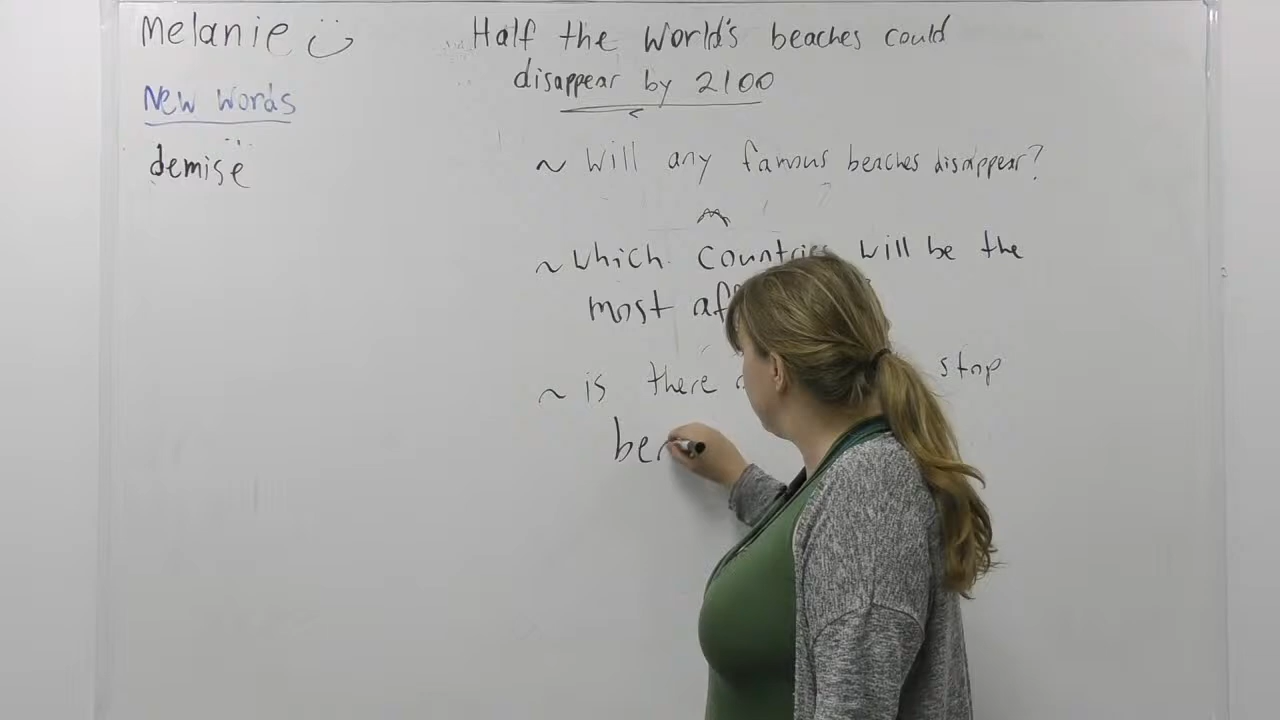 Melanie
New words
demise
Half the World's beaches could
disappear by 2100
~ Will any famous beaches disappear?
~ which will be the
most
~ is there stop